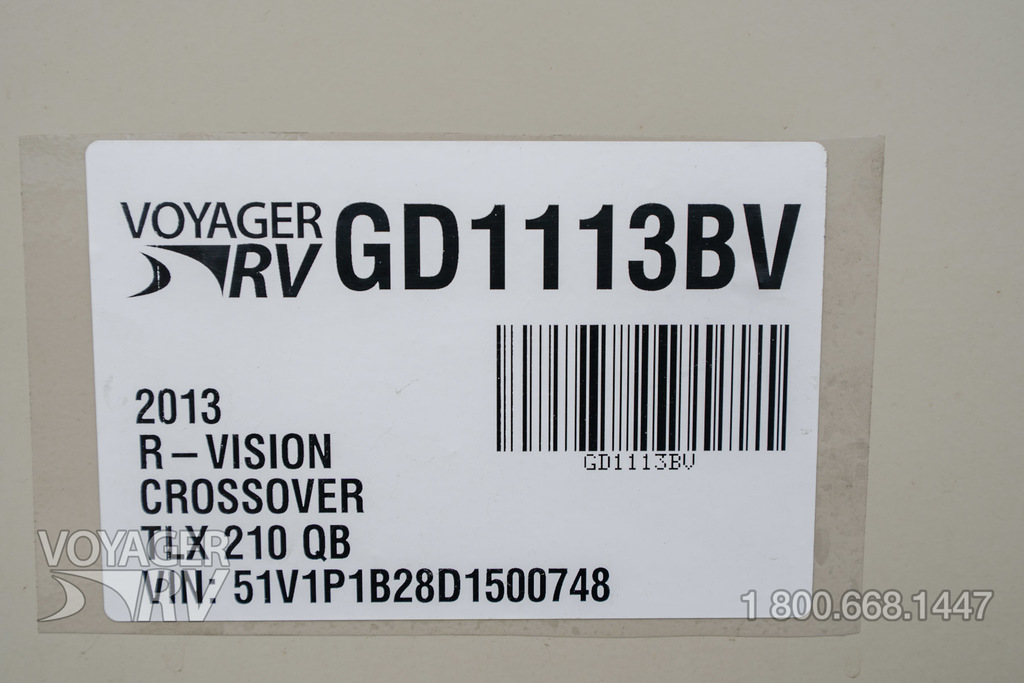 VOYAGER
RV
GD1113BV
GD1113BV
2013
R-VISION
CROSSOVER
TLX 210 QB
VIN: 51V1P1B28D1500748
VOYAGER
RV
1 800.668.1447